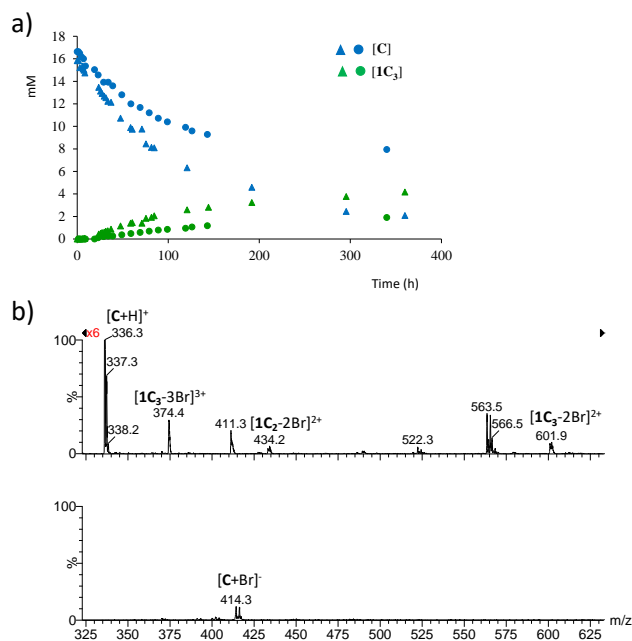 a)
18
16
14
12
10
8
6
4
2
0
mM
[C]
[1C₃]
0 100 200 300 400
Time (h)
b)
[C+H]⁺
x6
336.3
100
337.3
[1C₃-3Br]³⁺
374.4
338.2
%
411.3
[1C₂-2Br]²⁺
434.2
522.3
563.5
566.5
[1C₃-2Br]²⁺
601.9
0
100
%
[C+Br]⁻
414.3
0
325 350 375 400 425 450 475 500 525 550 575 600 625 m/z